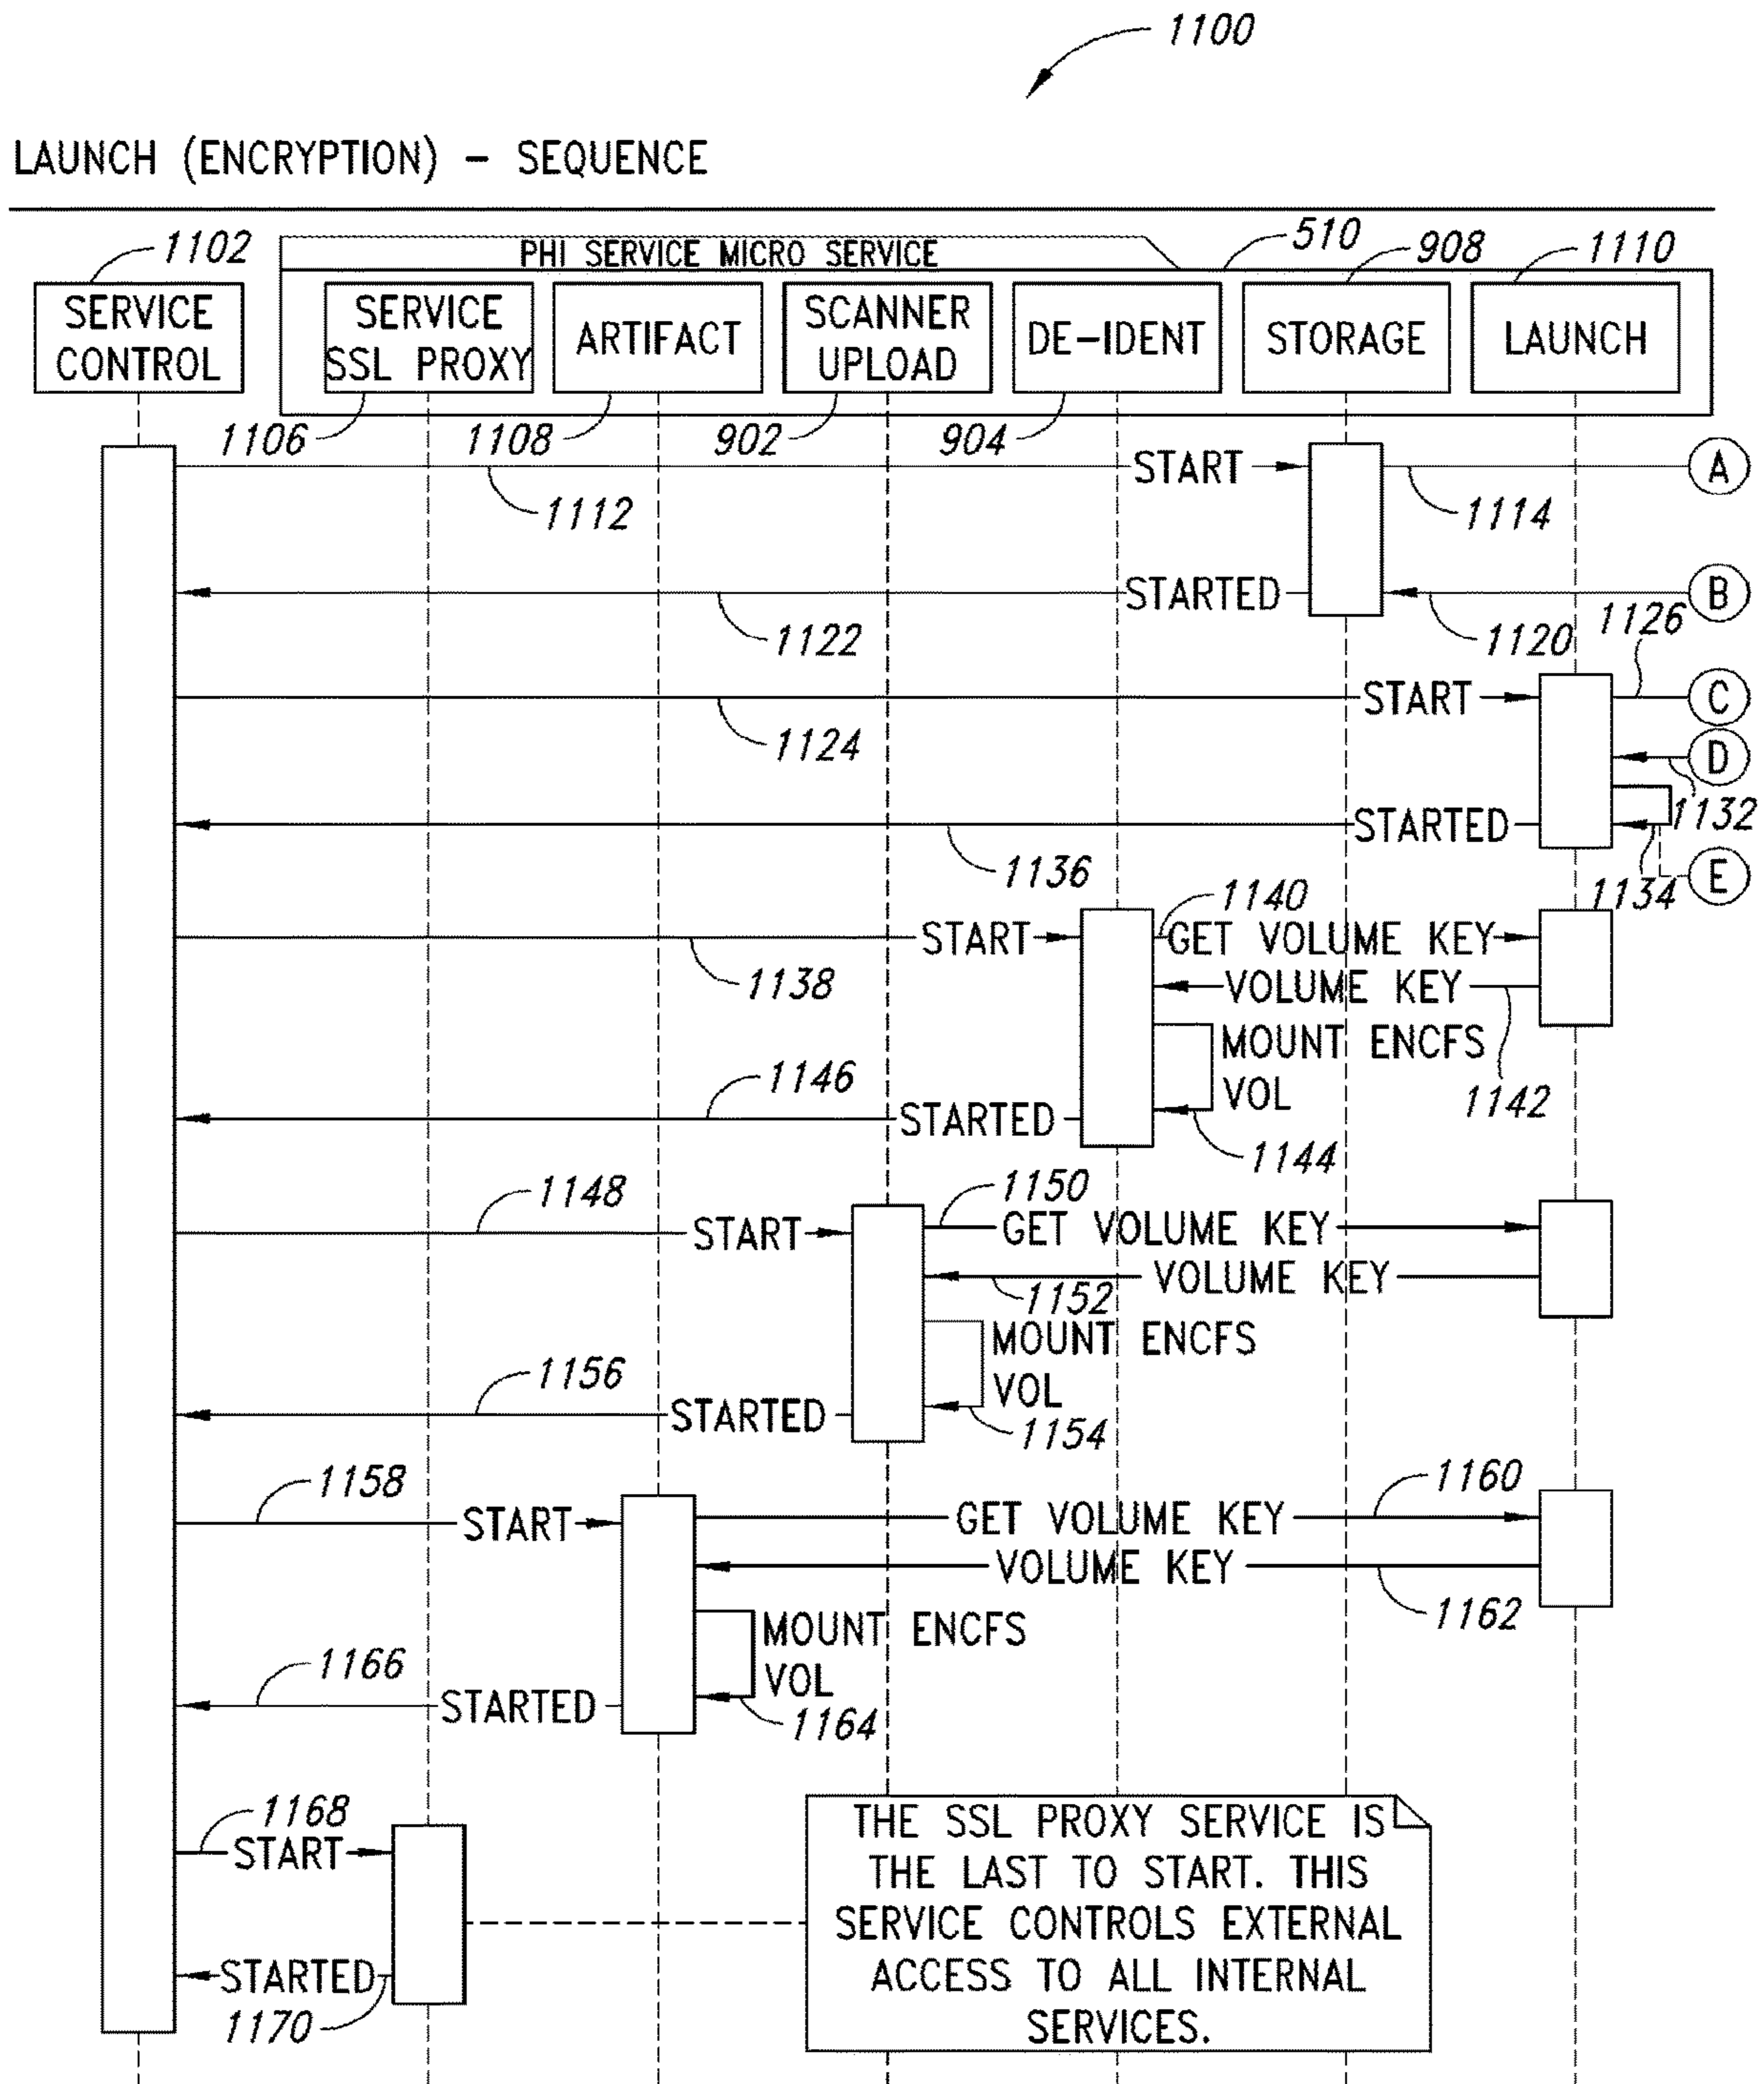 1100
LAUNCH (ENCRYPTION) - SEQUENCE
1102
PHI SERVICE MICRO SERVICE
510
908
1110
SERVICE
CONTROL
SERVICE
SSL PROXY
ARTIFACT
SCANNER
UPLOAD
DE-IDENT
STORAGE
LAUNCH
1106
1108
902
904
START
A
1112
1114
STARTED
B
1122
1120
1126
START
C
1124
D
1132
STARTED
1136
1134
E
1140
START
GET VOLUME KEY
1138
VOLUME KEY
MOUNT ENCFS
VOL
1142
1146
STARTED
1144
1148
1150
START
GET VOLUME KEY
VOLUME KEY
1152
MOUNT ENCFS
VOL
1156
STARTED
1154
1158
1160
START
GET VOLUME KEY
VOLUME KEY
1162
MOUNT ENCFS
VOL
1166
STARTED
1164
1168
START
THE SSL PROXY SERVICE IS
THE LAST TO START. THIS
SERVICE CONTROLS EXTERNAL
ACCESS TO ALL INTERNAL
SERVICES.
STARTED
1170